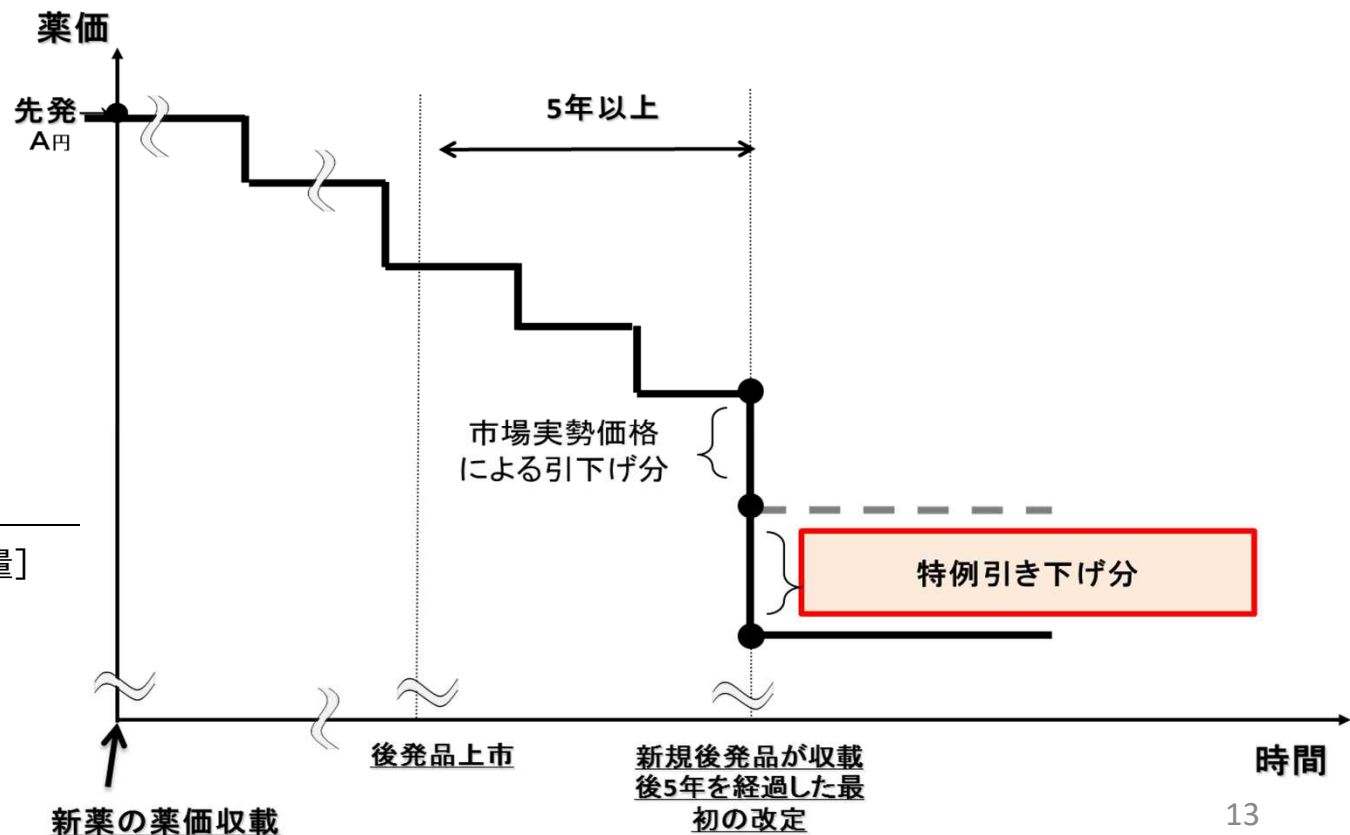 薬価
先発
A円
5年以上
市場実勢価格
による引下げ分
量］
特例引き下げ分
後発品上市
新規後発品が収載
後5年を経過した最
初の改定
時間
新薬の薬価収載
13